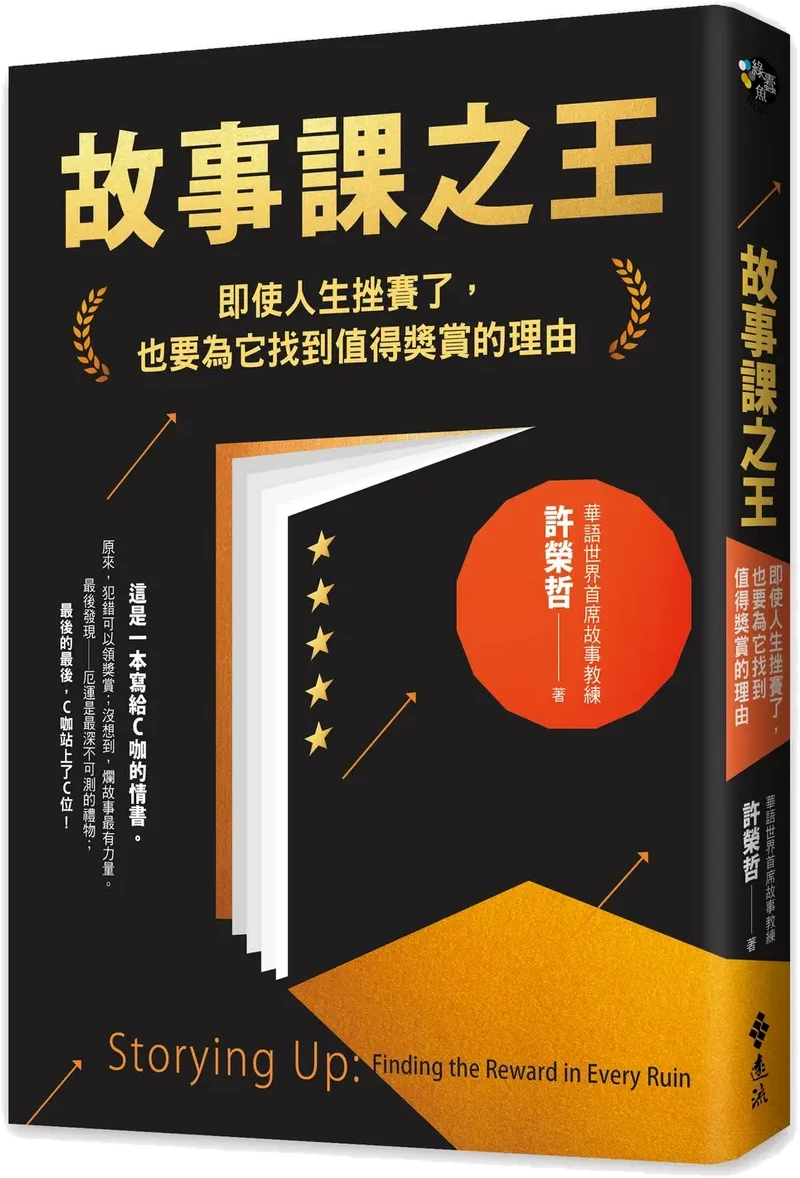 故事課之王
即使人生挫賽了，
也要為它找到值得獎賞的理由
華語世界首席故事教練
許榮哲
著
這是一本寫給C咖的情書。
原來，犯錯可以領獎賞；沒想到，爛故事最有力量。
最後發現——厄運是最深不可測的禮物；
最後的最後，C咖站上了C位！
Storying Up: Finding the Reward in Every Ruin
綠蠹魚
故事課之王
即使人生挫賽了，
也要為它找到
值得獎賞的理由
華語世界首席故事教練
許榮哲
著
遠流